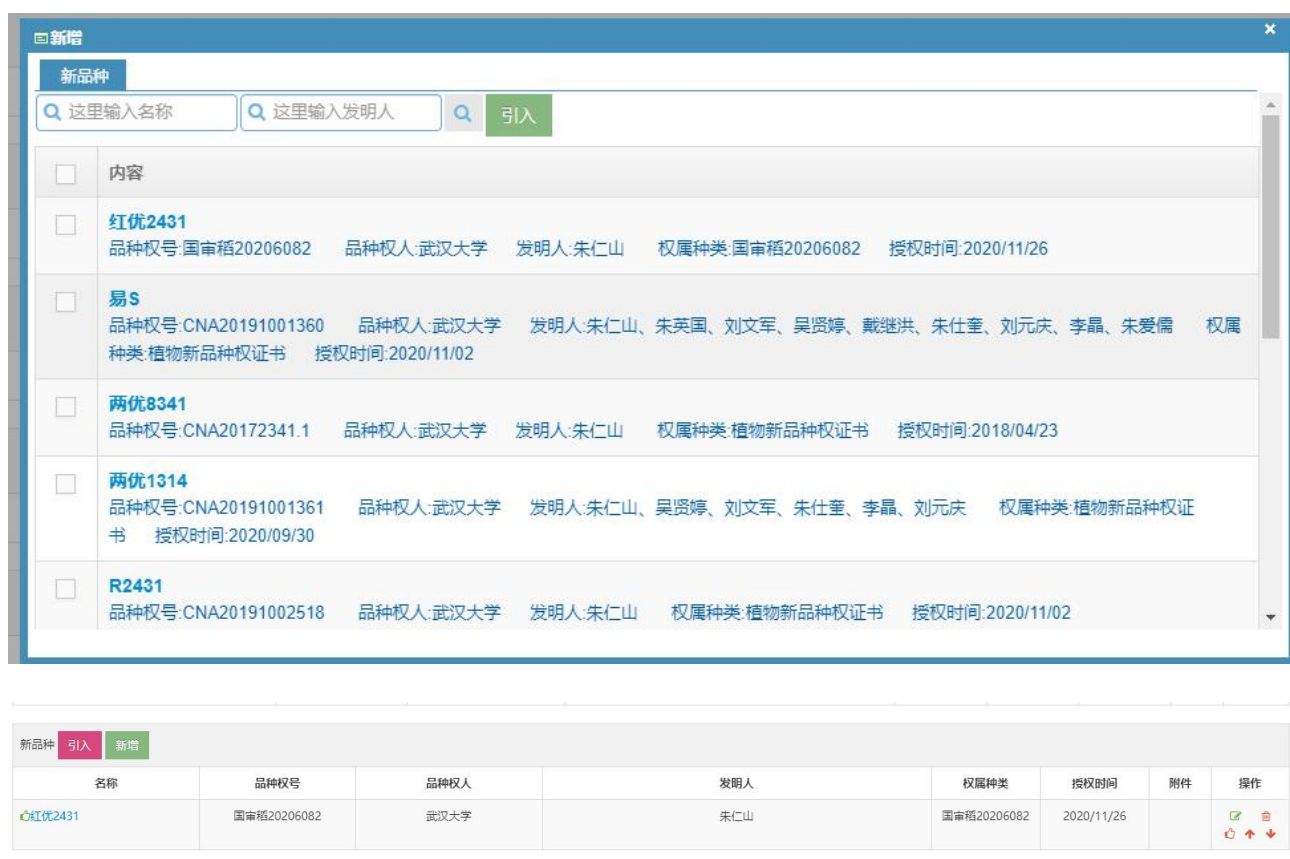 新增
×
新品种
这里输入名称 这里输入发明人 引入
内容
红优2431
品种权号:国审稻20206082 品种权人:武汉大学 发明人:朱仁山 权属种类:国审稻20206082 授权时间:2020/11/26
易S
品种权号:CNA20191001360 品种权人:武汉大学 发明人:朱仁山、朱英国、刘文军、吴贤婷、戴继洪、朱仕奎、刘元庆、李晶、朱爱儒 权属
种类:植物新品种权证书 授权时间:2020/11/02
两优8341
品种权号:CNA20172341.1 品种权人:武汉大学 发明人:朱仁山 权属种类:植物新品种权证书 授权时间:2018/04/23
两优1314
品种权号:CNA20191001361 品种权人:武汉大学 发明人:朱仁山、吴贤婷、刘文军、朱仕奎、李晶、刘元庆 权属种类:植物新品种权证
书 授权时间:2020/09/30
R2431
品种权号:CNA20191002518 品种权人:武汉大学 发明人:朱仁山 权属种类:植物新品种权证书 授权时间:2020/11/02
新品种 引入 新增
名称 品种权号 品种权人 发明人 权属种类 授权时间 附件 操作
红优2431 国审稻20206082 武汉大学 朱仁山 国审稻20206082 2020/11/26